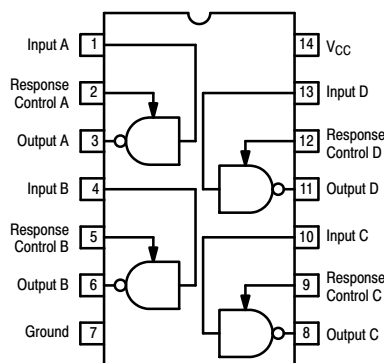 Input A 1
Response
Control A 2
Output A 3
Input B 4
Response
Control B 5
Output B 6
Ground 7
14 VCC
13 Input D
12 Response
Control D
11 Output D
10 Input C
9 Response
Control C
8 Output C